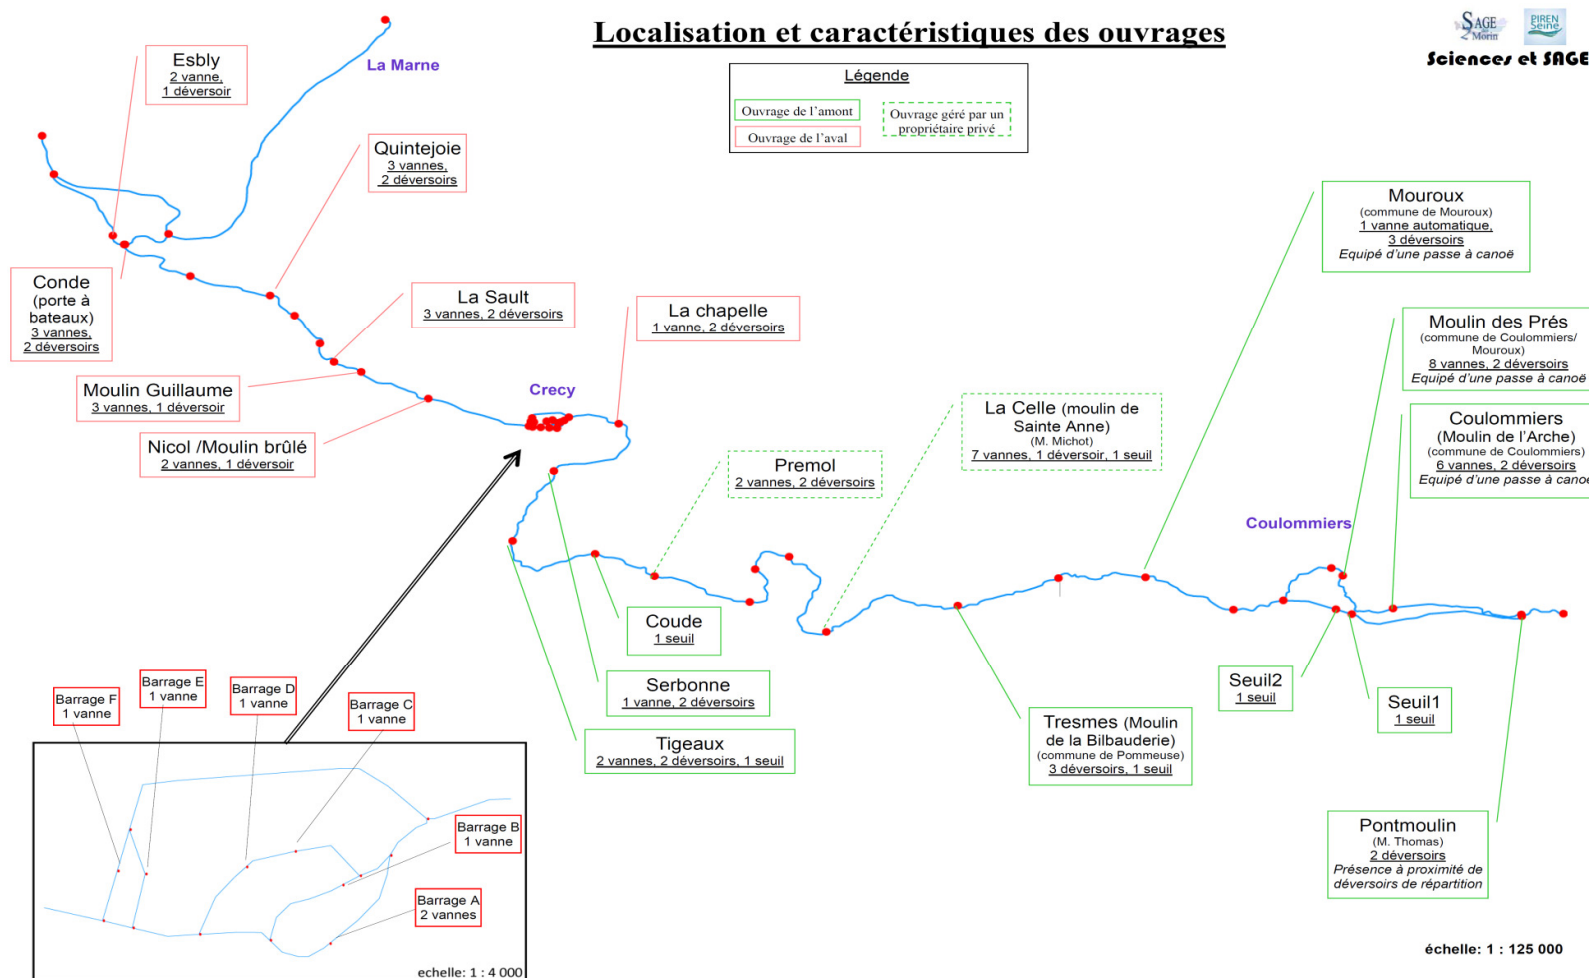 Localisation et caractéristiques des ouvrages
SAGE
2 Morin
PIREN
Seine
Sciences et SAGE
Légende
Ouvrage de l'amont
Ouvrage de l'aval
Ouvrage géré par un
propriétaire privé
La Marne
Esbly
2 vanne,
1 déversoir
Quintejoie
3 vannes,
2 déversoirs
Conde
(porte à
bateaux)
3 vannes,
2 déversoirs
La Sault
3 vannes, 2 déversoirs
La chapelle
1 vanne, 2 déversoirs
Moulin Guillaume
3 vannes, 1 déversoir
Nicol /Moulin brûlé
2 vannes, 1 déversoir
Crecy
Premol
2 vannes, 2 déversoirs
La Celle (moulin de
Sainte Anne)
(M. Michot)
7 vannes, 1 déversoir, 1 seuil
Mouroux
(commune de Mouroux)
1 vanne automatique,
3 déversoirs
Equipé d'une passe à canoë
Moulin des Prés
(commune de Coulommiers/
Mouroux)
8 vannes, 2 déversoirs
Equipé d'une passe à canoë
Coulommiers
(Moulin de l'Arche)
(commune de Coulommiers)
6 vannes, 2 déversoirs
Equipé d'une passe à canoë
Coulommiers
Coude
1 seuil
Serbonne
1 vanne, 2 déversoirs
Tigeaux
2 vannes, 2 déversoirs, 1 seuil
Tresmes (Moulin
de la Bilbauderie)
(commune de Pommeuse)
3 déversoirs, 1 seuil
Seuil2
1 seuil
Seuil1
1 seuil
Pontmoulin
(M. Thomas)
2 déversoirs
Présence à proximité de
déversoirs de répartition
Barrage F
1 vanne
Barrage E
1 vanne
Barrage D
1 vanne
Barrage C
1 vanne
Barrage B
1 vanne
Barrage A
2 vannes
echelle: 1 : 4 000
échelle: 1 : 125 000